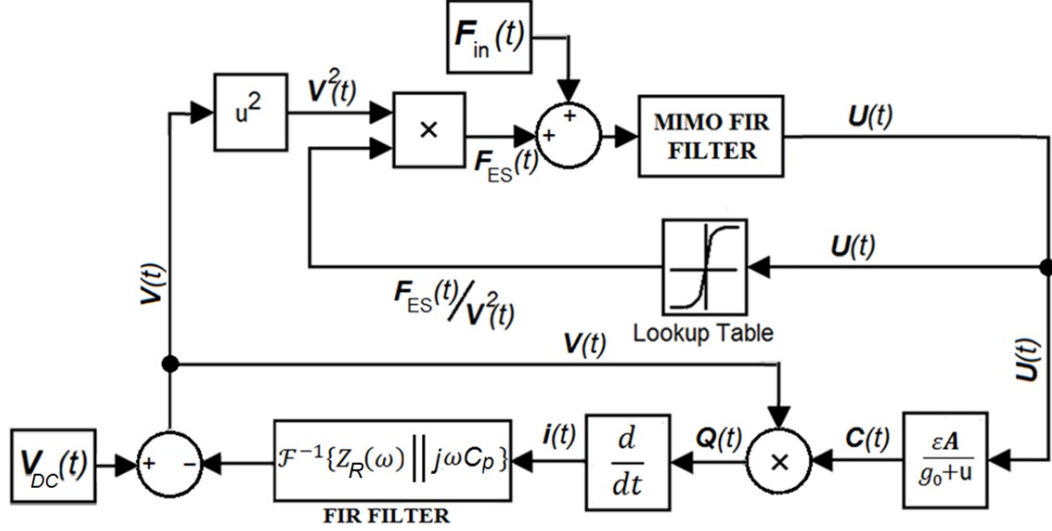 F_in(t)
u²
V²(t)
×
F_ES(t)
+
+
MIMO FIR
FILTER
U(t)
V(t)
F_ES(t)/V²(t)
Lookup Table
U(t)
U(t)
V(t)
V_DC(t)
+
−
ℱ⁻¹{Z_R(ω) || jωC_p}
FIR FILTER
i(t)
d
dt
Q(t)
×
C(t)
εA
g₀+u